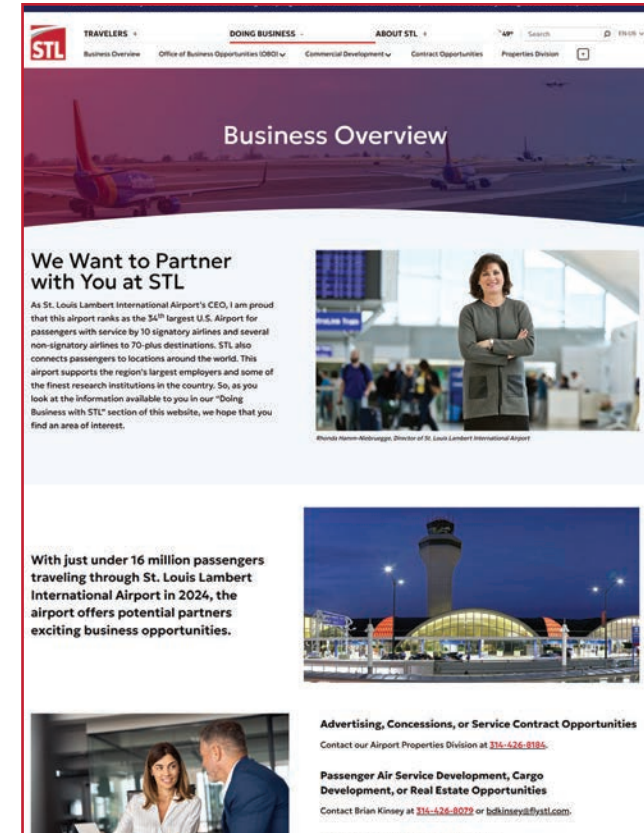 STL
TRAVELERS +
DOING BUSINESS -
ABOUT STL +
49°
Search
EN-US
Business Overview
Office of Business Opportunities (OBO)
Commercial Development
Contract Opportunities
Properties Division
Business Overview
We Want to Partner
with You at STL
As St. Louis Lambert International Airport's CEO, I am proud
that this airport ranks as the 34th largest U.S. Airport for
passengers with service by 10 signatory airlines and several
non-signatory airlines to 70-plus destinations. STL also
connects passengers to locations around the world. This
airport supports the region's largest employers and some of
the finest research institutions in the country. So, as you
look at the information available to you in our "Doing
Business with STL" section of this website, we hope that you
find an area of interest.
Rhonda Hamm-Niebruegge, Director of St. Louis Lambert International Airport
With just under 16 million passengers
traveling through St. Louis Lambert
International Airport in 2024, the
airport offers potential partners
exciting business opportunities.
Advertising, Concessions, or Service Contract Opportunities
Contact our Airport Properties Division at 314-426-8184.
Passenger Air Service Development, Cargo
Development, or Real Estate Opportunities
Contact Brian Kinsey at 314-426-8079 or bdkinsey@flystl.com.